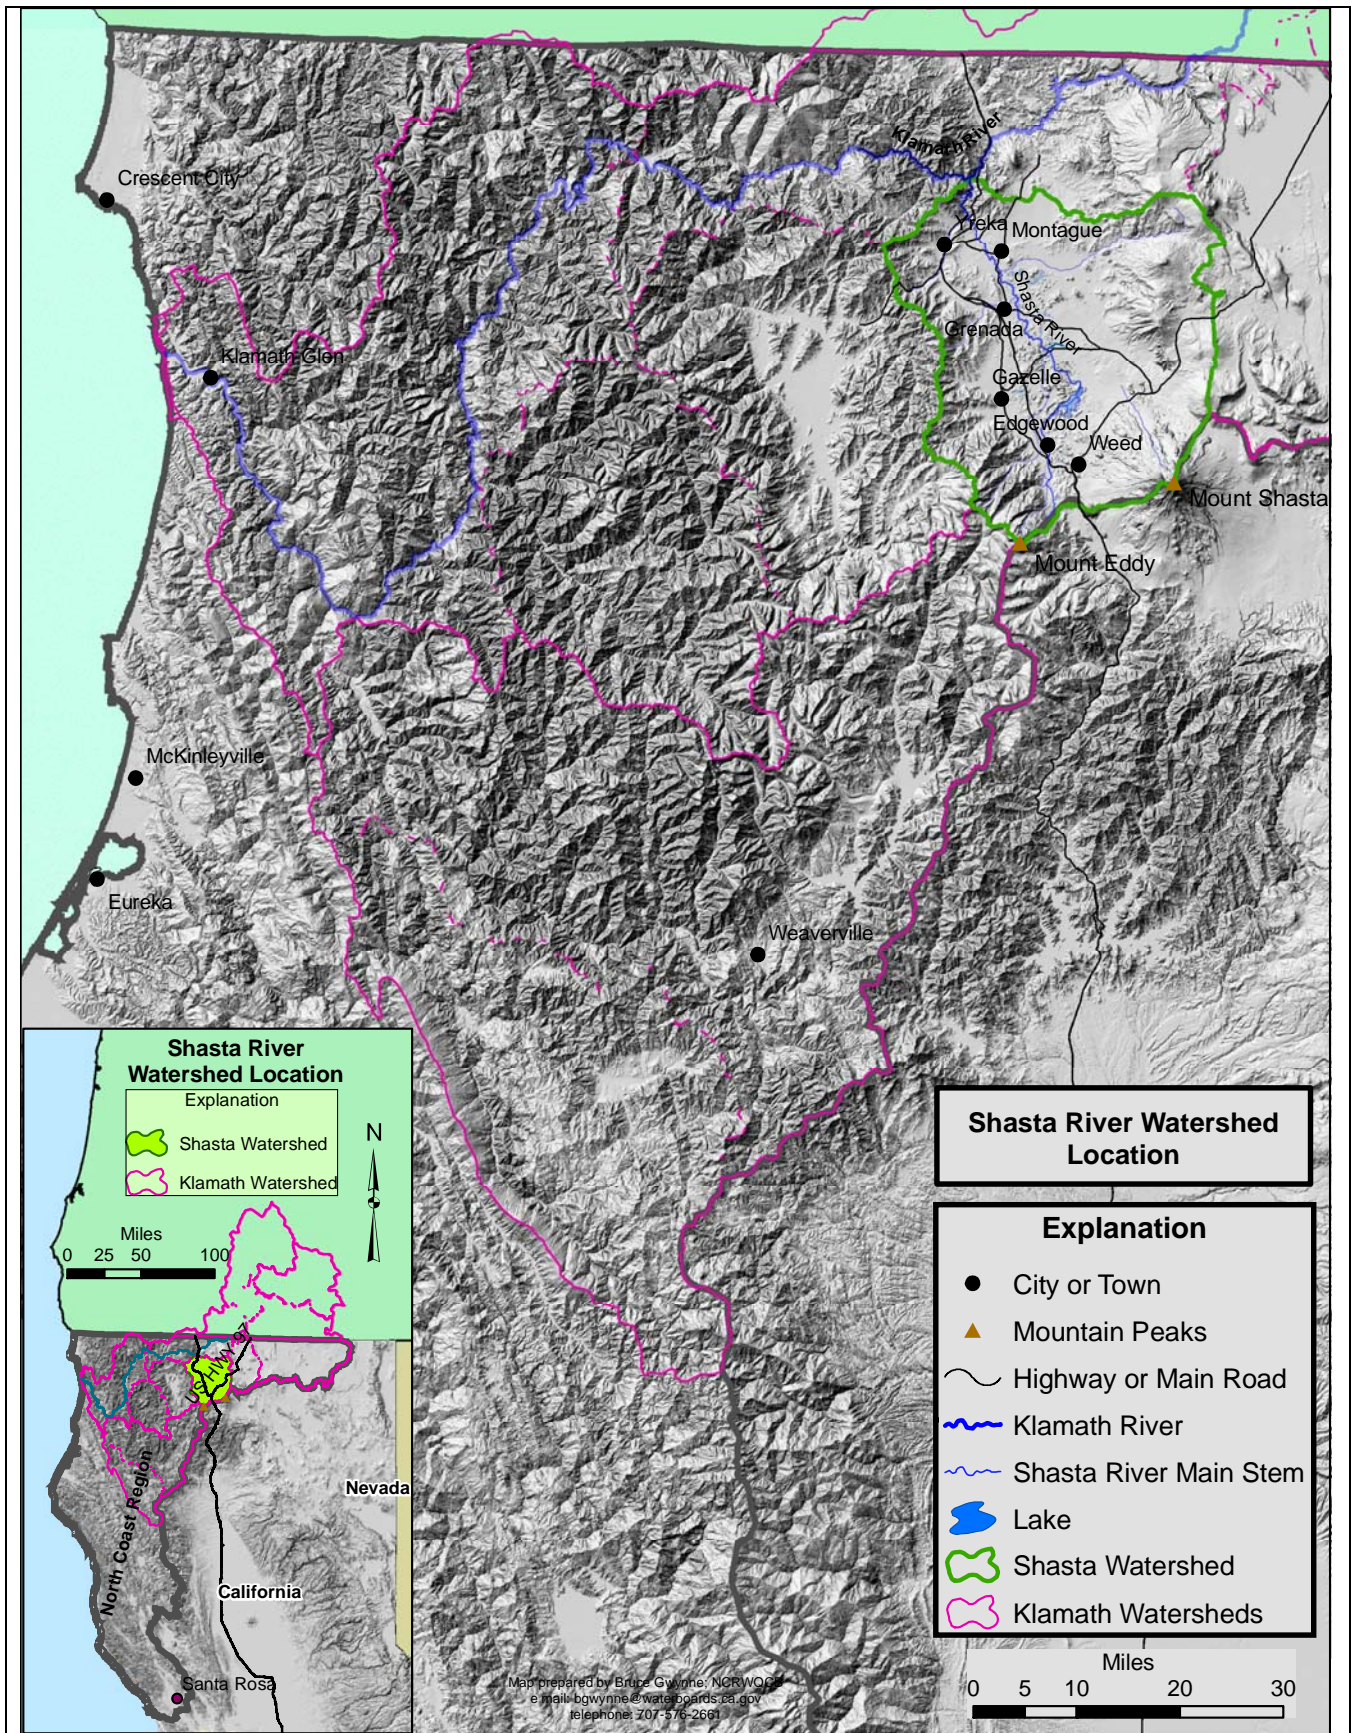 Klamath River
Crescent City
Yreka
Montague
Shasta River
Grenada
Klamath Glen
Gazelle
Edgewood
Weed
Mount Shasta
Mount Eddy
McKinleyville
Eureka
Weaverville
Shasta River
Watershed Location
Explanation
Shasta Watershed
Klamath Watershed
N
Miles
0 25 50 100
US HWY 97
Nevada
North Coast Region
California
Santa Rosa
Shasta River Watershed
Location
Explanation
City or Town
Mountain Peaks
Highway or Main Road
Klamath River
Shasta River Main Stem
Lake
Shasta Watershed
Klamath Watersheds
Miles
0 5 10 20 30
Map prepared by Bruce Gwynne: NCRWQCB
e mail: bgwynne@waterboards.ca.gov
telephone: 707-576-2661